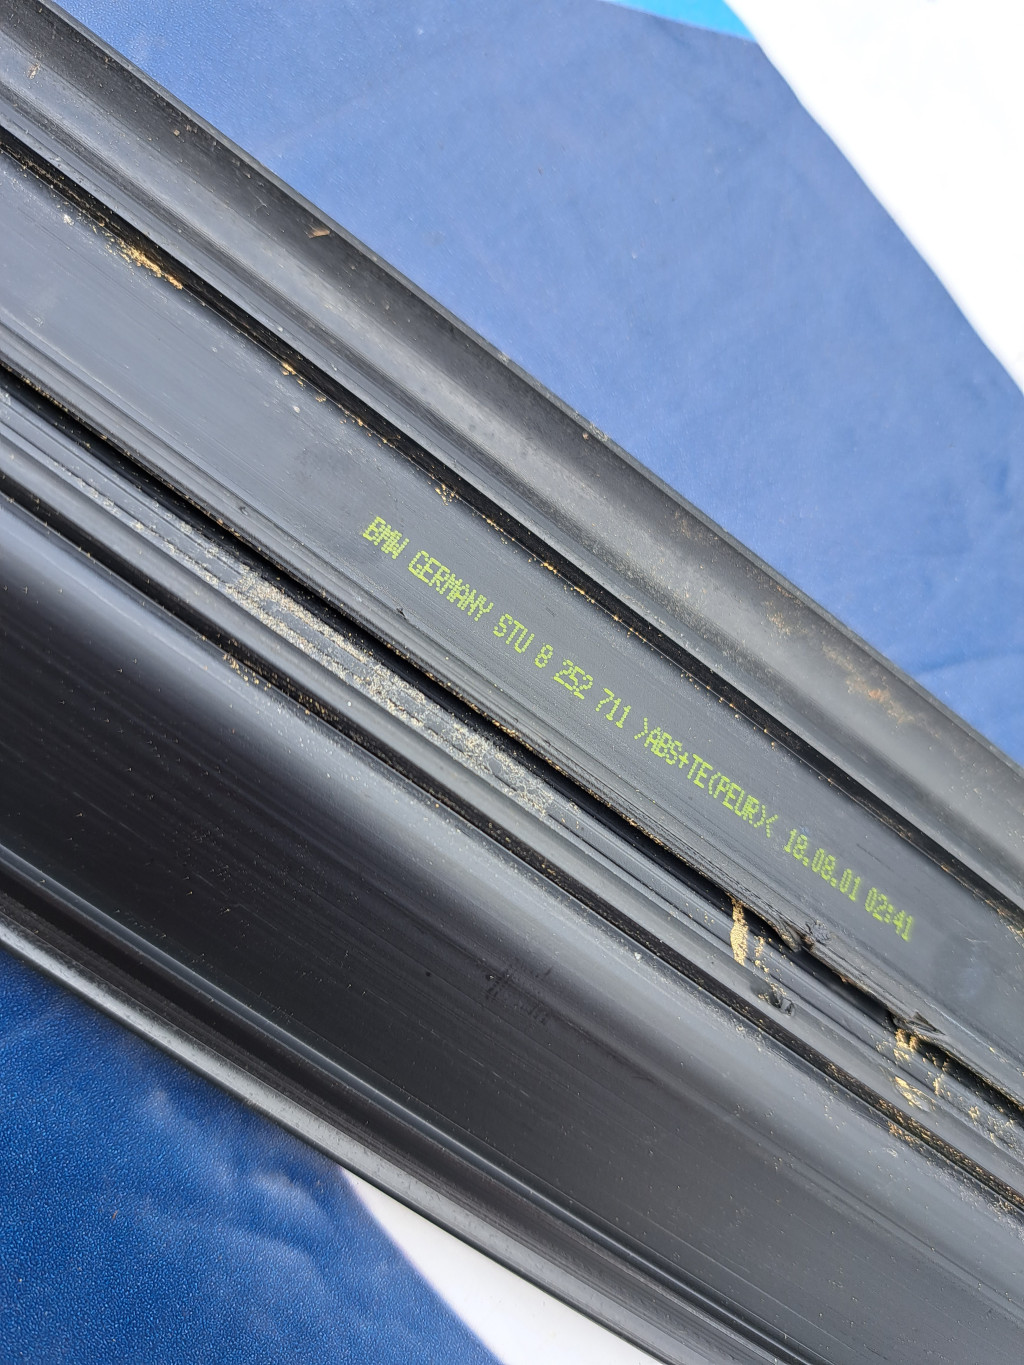 BMW GERMANY STU 8 252 711 >ABS+TE(PEUR)< 18.08.01 02:41